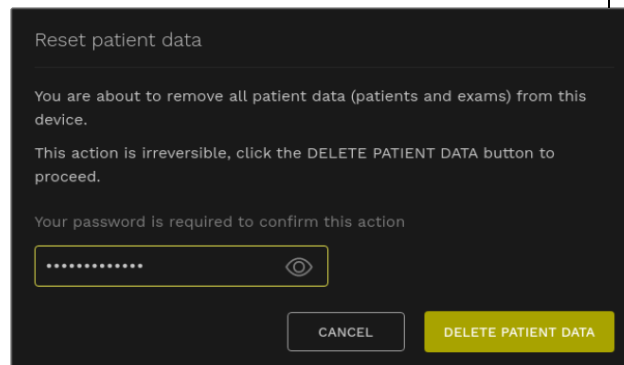 Reset patient data
You are about to remove all patient data (patients and exams) from this
device.
This action is irreversible, click the DELETE PATIENT DATA button to
proceed.
Your password is required to confirm this action
•••••••••••••
CANCEL
DELETE PATIENT DATA